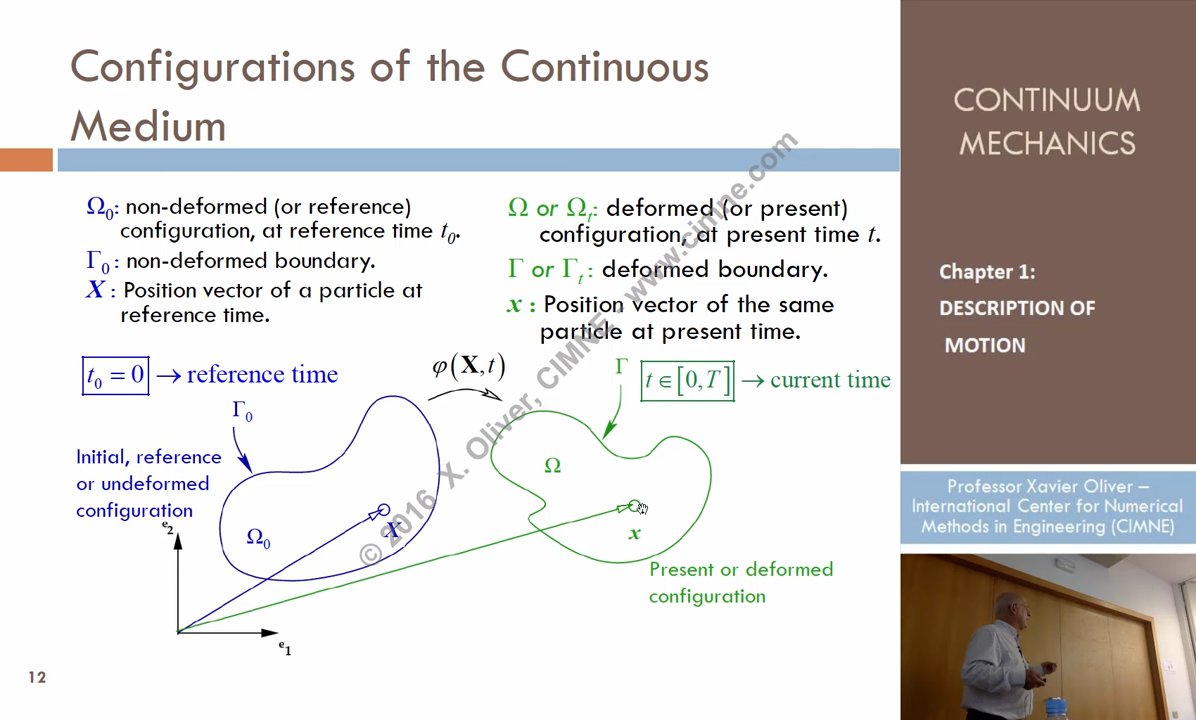 Configurations of the Continuous
Medium
Ω₀: non-deformed (or reference)
configuration, at reference time t₀.
Γ₀ : non-deformed boundary.
X : Position vector of a particle at
reference time.
Ω or Ωₜ: deformed (or present)
configuration, at present time t.
Γ or Γₜ : deformed boundary.
x : Position vector of the same
particle at present time.
t₀ = 0 → reference time
φ(X,t)
Γ
t ∈ [0,T] → current time
Γ₀
Initial, reference
or undeformed
configuration
Ω₀
X
Ω
x
Present or deformed
configuration
e₂
e₁
12
© 2016 X. Oliver, CIMNE - www.cimne.com
CONTINUUM
MECHANICS
Chapter 1:
DESCRIPTION OF
MOTION
Professor Xavier Oliver –
International Center for Numerical
Methods in Engineering (CIMNE)